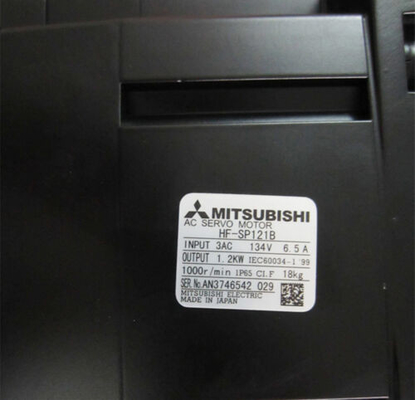 MITSUBISHI
AC SERVO MOTOR
HF-SP121B
INPUT 3AC 134V 6.5A
OUTPUT 1.2KW IEC60034-1 '99
1000r/min IP65 CI.F 18kg
SER.No.AN3746542 029
MITSUBISHI ELECTRIC
MADE IN JAPAN